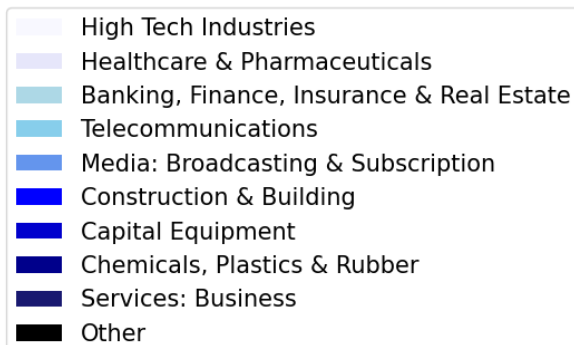 High Tech Industries
Healthcare & Pharmaceuticals
Banking, Finance, Insurance & Real Estate
Telecommunications
Media: Broadcasting & Subscription
Construction & Building
Capital Equipment
Chemicals, Plastics & Rubber
Services: Business
Other